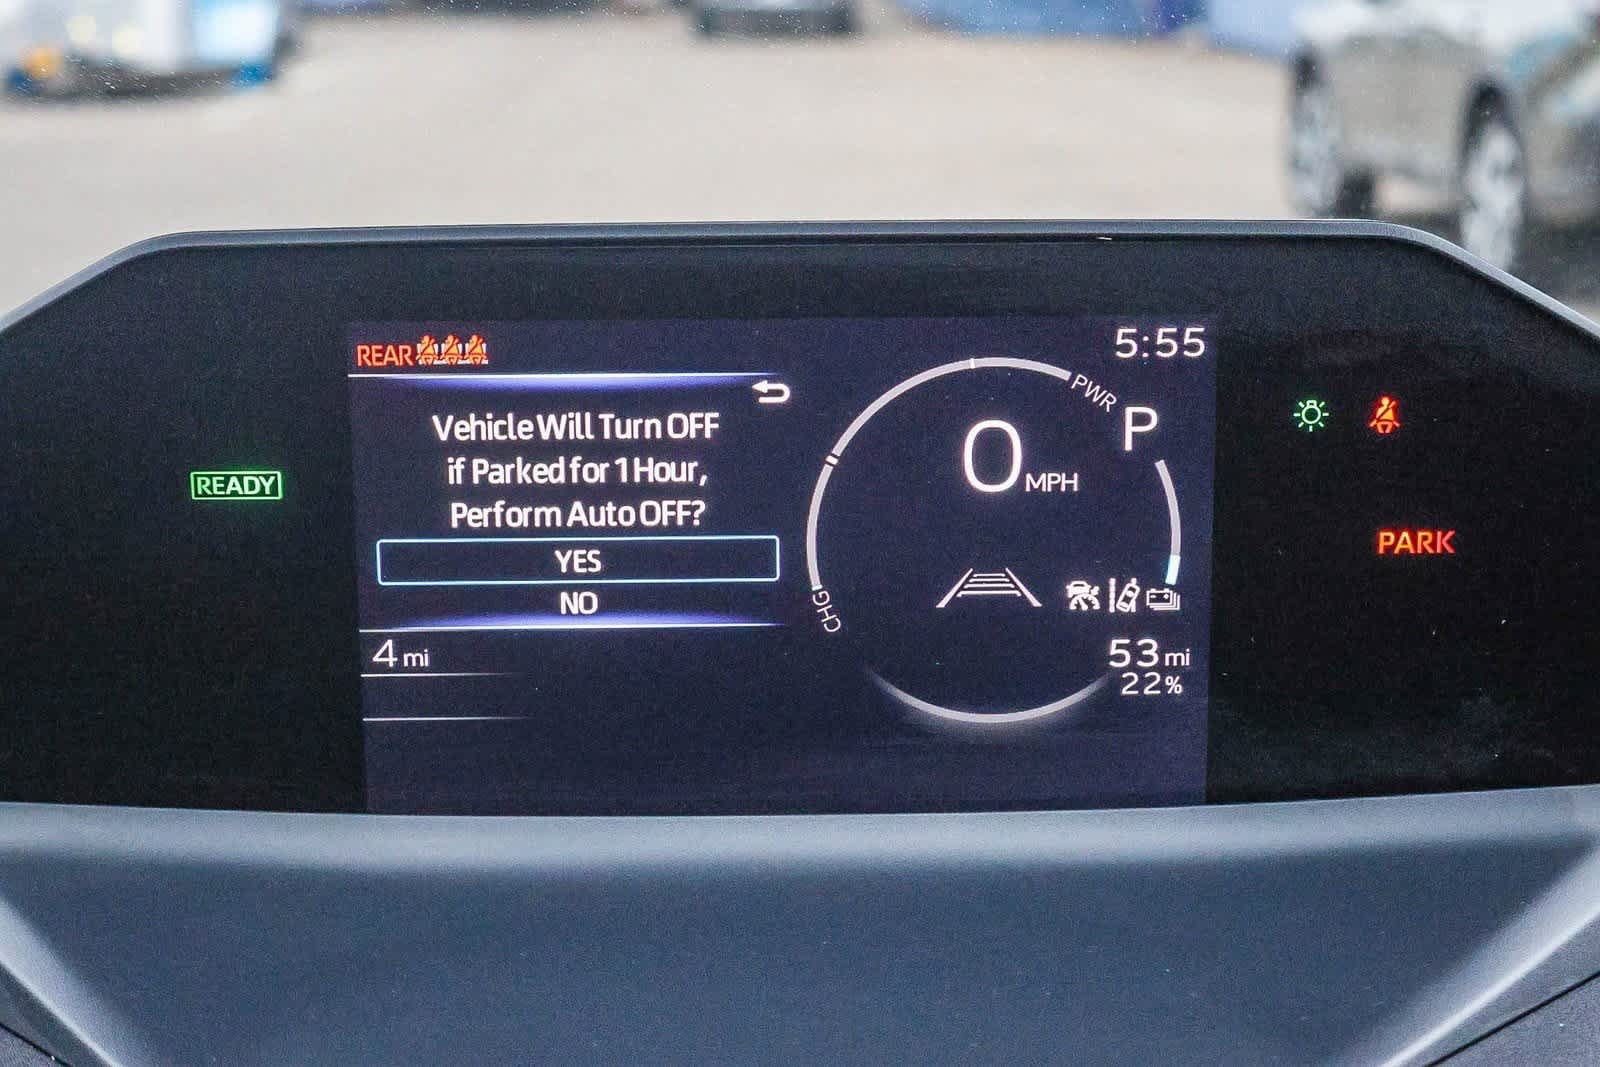 REAR
5:55
PWR
P
Vehicle Will Turn OFF
if Parked for 1 Hour,
Perform Auto OFF?
YES
NO
0 MPH
READY
PARK
CHG
4 mi
53 mi
22%